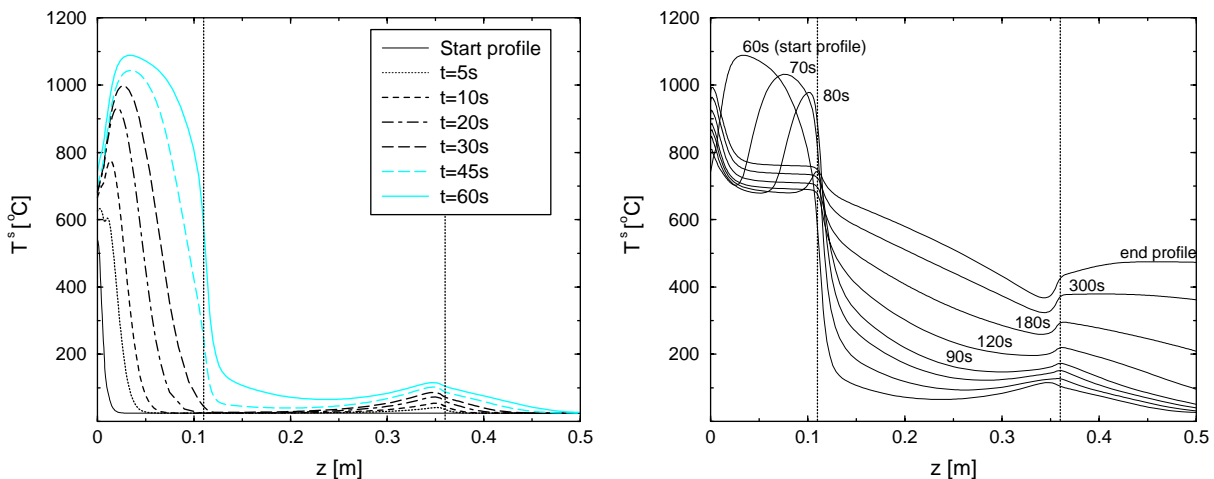 1200
1000
800
600
400
200
0
0.1
0.2
0.3
0.4
0.5
z [m]
T^s [°C]
Start profile
t=5s
t=10s
t=20s
t=30s
t=45s
t=60s
1200
1000
800
600
400
200
0
0.1
0.2
0.3
0.4
0.5
z [m]
T^s [°C]
60s (start profile)
70s
80s
end profile
300s
180s
120s
90s